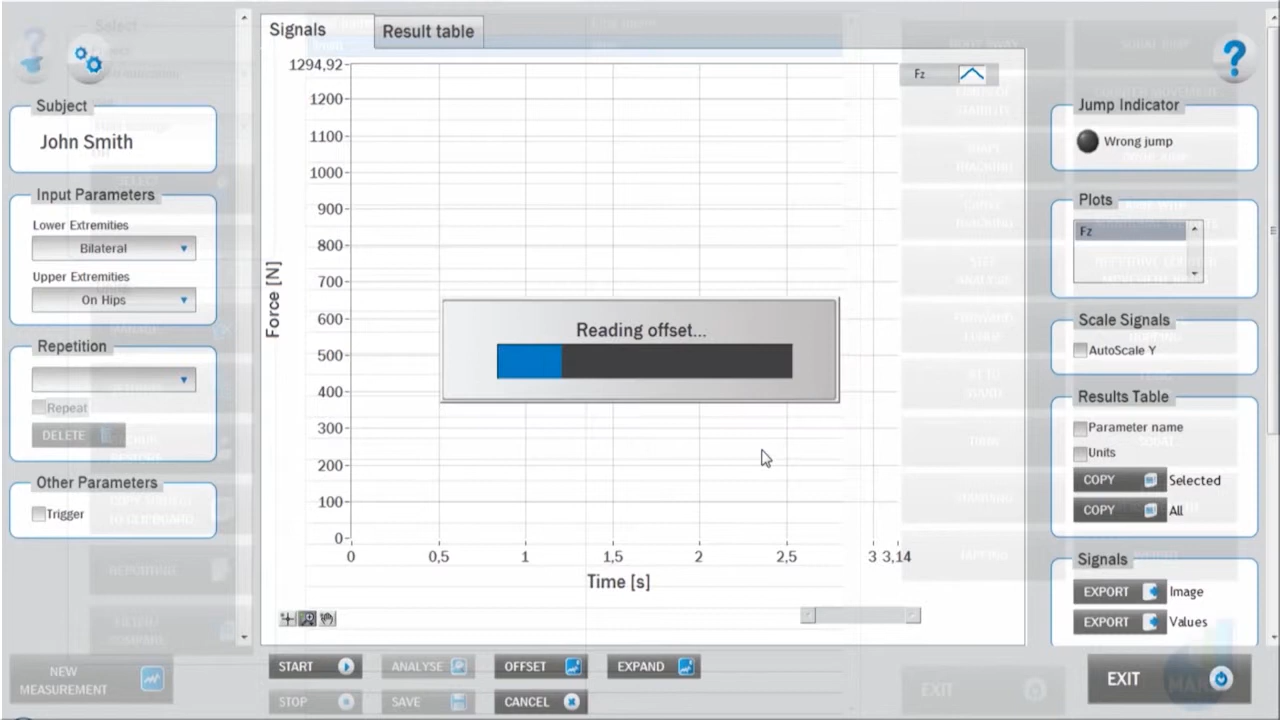 Subject
John Smith
Input Parameters
Lower Extremities
Bilateral
Upper Extremities
On Hips
Repetition
Repeat
DELETE
Other Parameters
Trigger
NEW
MEASUREMENT
Signals
Result table
1294,92
1200
1100
1000
900
800
700
600
500
400
300
200
100
0
Force [N]
0
0,5
1
1,5
2
2,5
3
3,14
Time [s]
Fz
Reading offset...
START
ANALYSE
OFFSET
EXPAND
STOP
SAVE
CANCEL
?
Jump Indicator
Wrong jump
Plots
Fz
Scale Signals
AutoScale Y
Results Table
Parameter name
Units
COPY
Selected
COPY
All
Signals
EXPORT
Image
EXPORT
Values
EXIT
EXIT